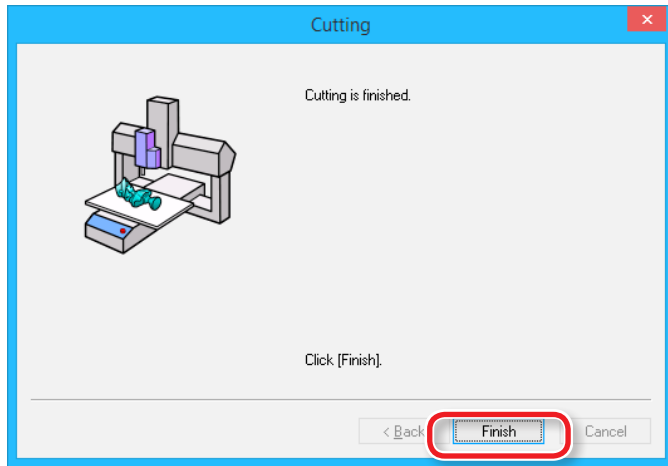 Cutting
Cutting is finished.
Click [Finish].
< Back
Finish
Cancel